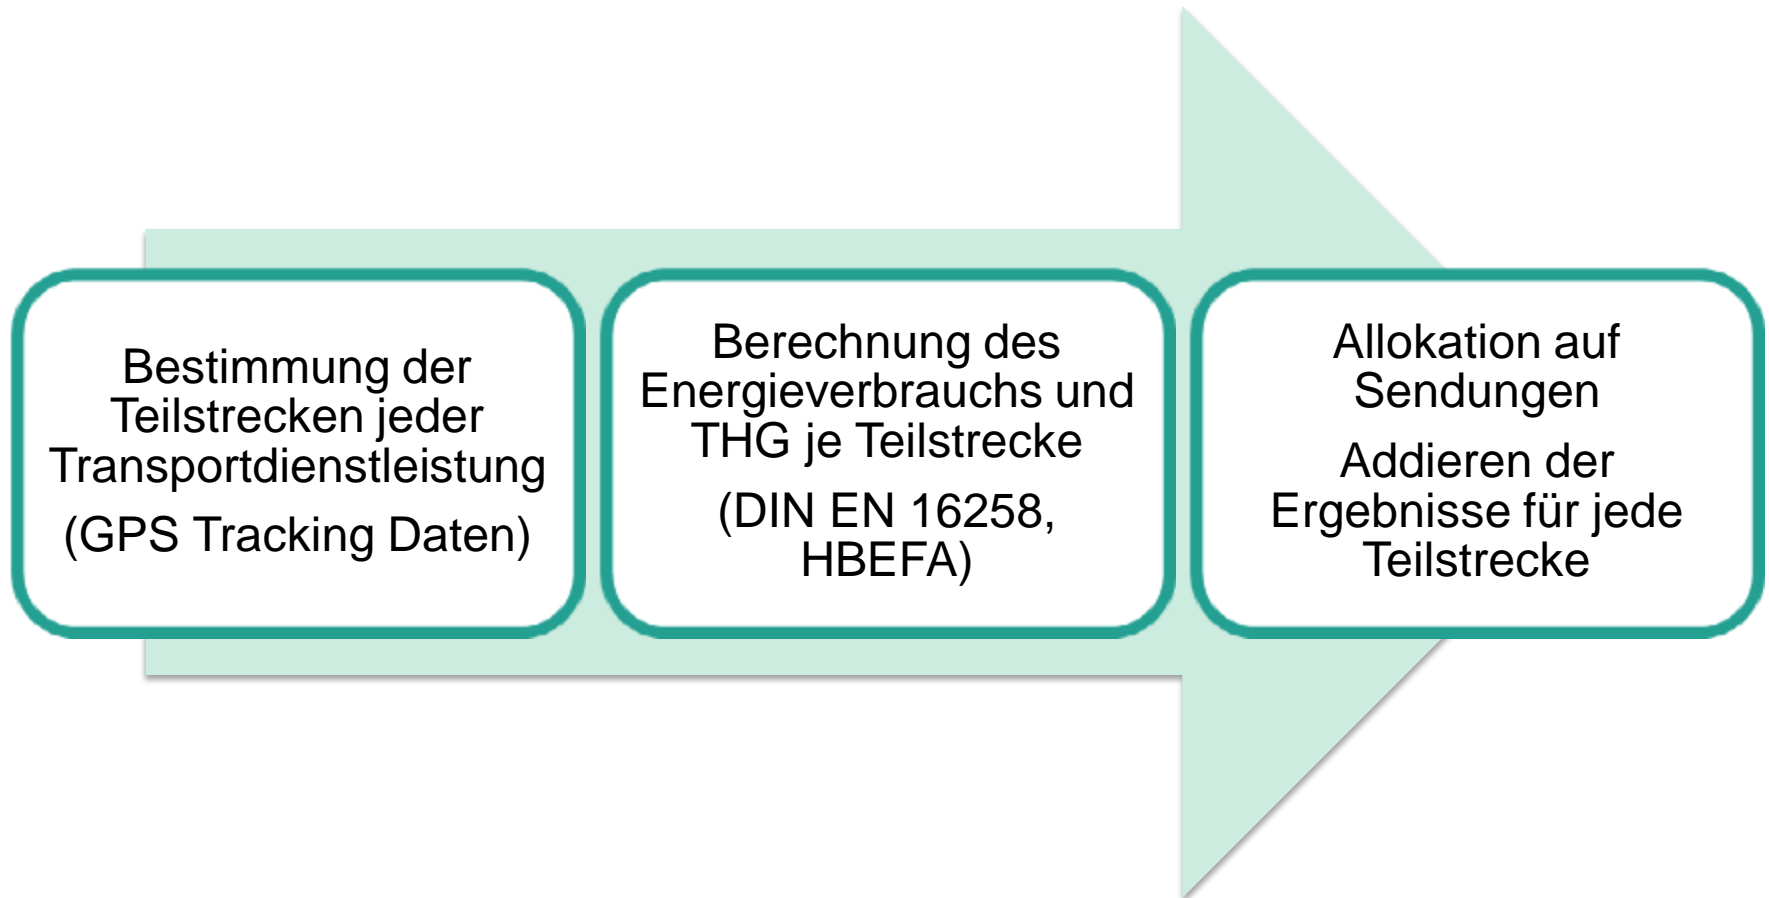 Bestimmung der
Teilstrecken jeder
Transportdienstleistung
(GPS Tracking Daten)
Berechnung des
Energieverbrauchs und
THG je Teilstrecke
(DIN EN 16258,
HBEFA)
Allokation auf
Sendungen
Addieren der
Ergebnisse für jede
Teilstrecke